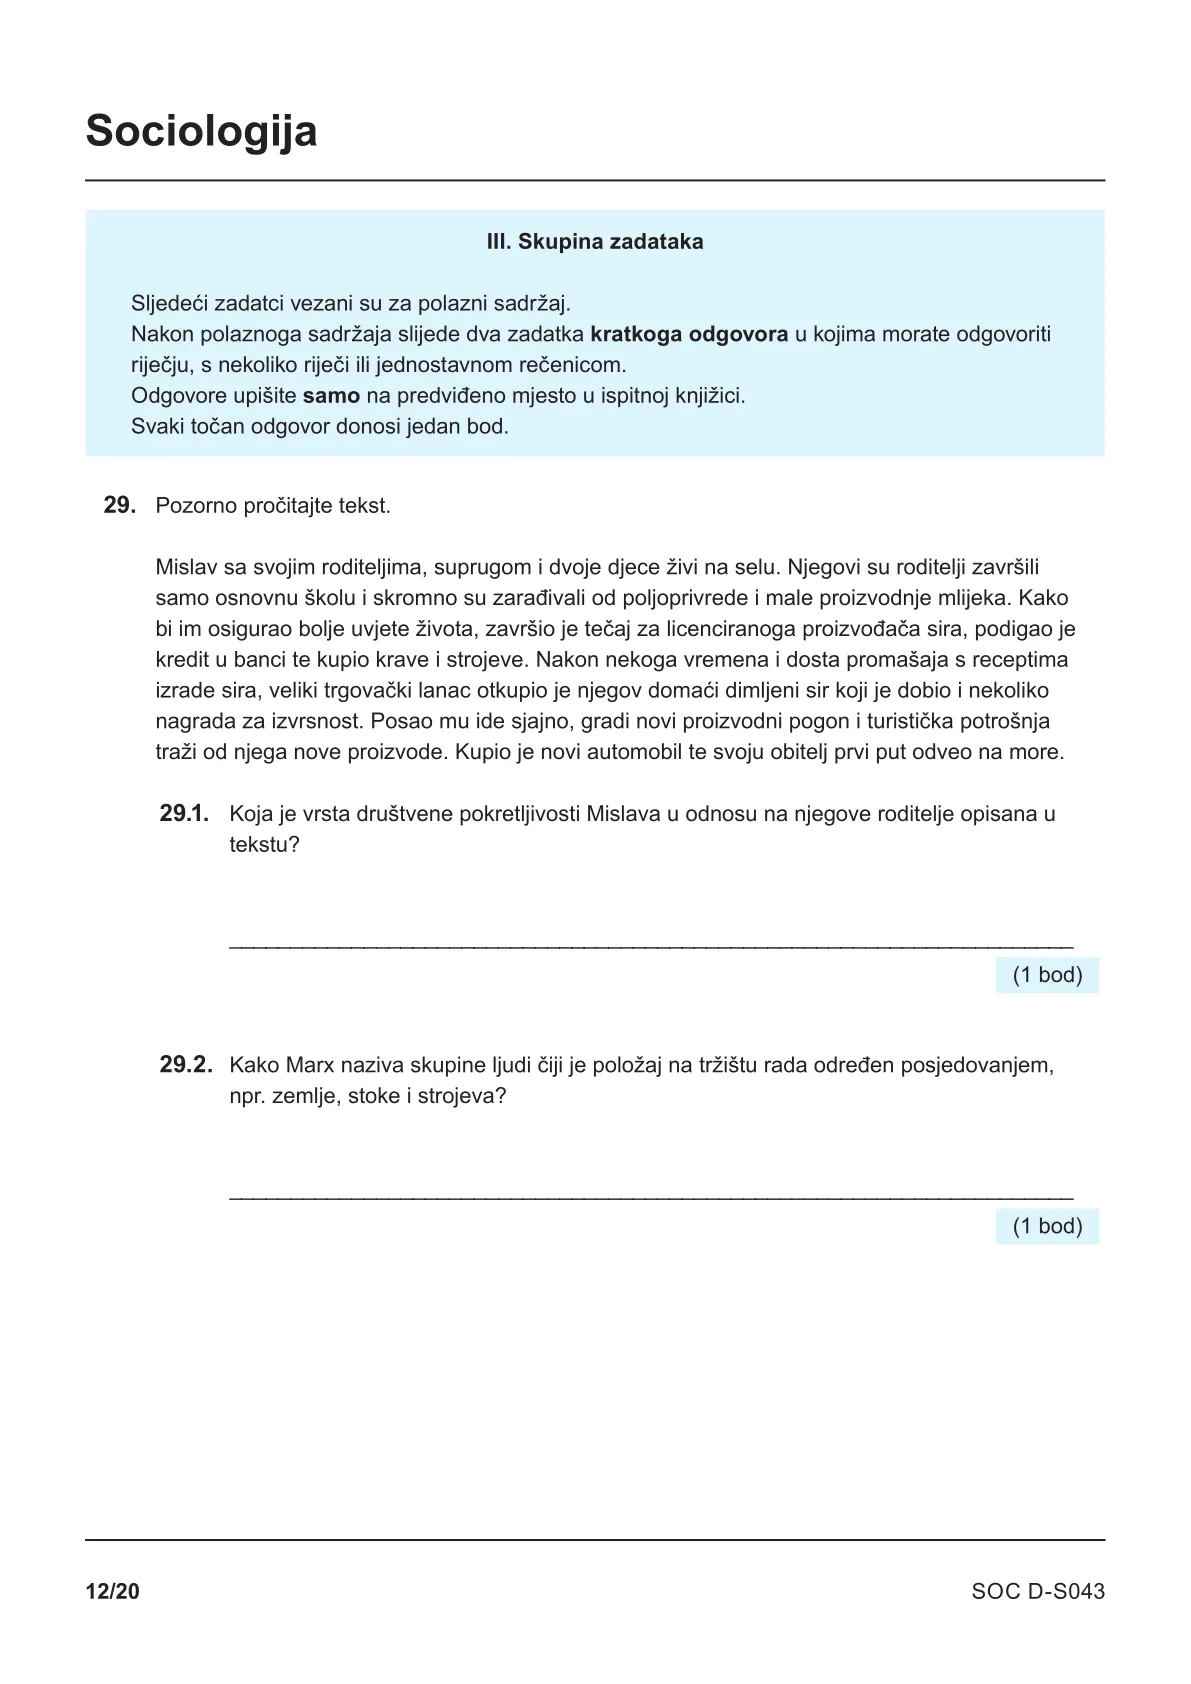 Sociologija
III. Skupina zadataka
Sljedeći zadatci vezani su za polazni sadržaj.
Nakon polaznoga sadržaja slijede dva zadatka kratkoga odgovora u kojima morate odgovoriti
riječju, s nekoliko riječi ili jednostavnom rečenicom.
Odgovore upišite samo na predviđeno mjesto u ispitnoj knjižici.
Svaki točan odgovor donosi jedan bod.
29. Pozorno pročitajte tekst.
Mislav sa svojim roditeljima, suprugom i dvoje djece živi na selu. Njegovi su roditelji završili
samo osnovnu školu i skromno su zarađivali od poljoprivrede i male proizvodnje mlijeka. Kako
bi im osigurao bolje uvjete života, završio je tečaj za licenciranoga proizvođača sira, podigao je
kredit u banci te kupio krave i strojeve. Nakon nekoga vremena i dosta promašaja s receptima
izrade sira, veliki trgovački lanac otkupio je njegov domaći dimljeni sir koji je dobio i nekoliko
nagrada za izvrsnost. Posao mu ide sjajno, gradi novi proizvodni pogon i turistička potrošnja
traži od njega nove proizvode. Kupio je novi automobil te svoju obitelj prvi put odveo na more.
29.1. Koja je vrsta društvene pokretljivosti Mislava u odnosu na njegove roditelje opisana u
tekstu?
(1 bod)
29.2. Kako Marx naziva skupine ljudi čiji je položaj na tržištu rada određen posjedovanjem,
npr. zemlje, stoke i strojeva?
(1 bod)
12/20
SOC D-S043